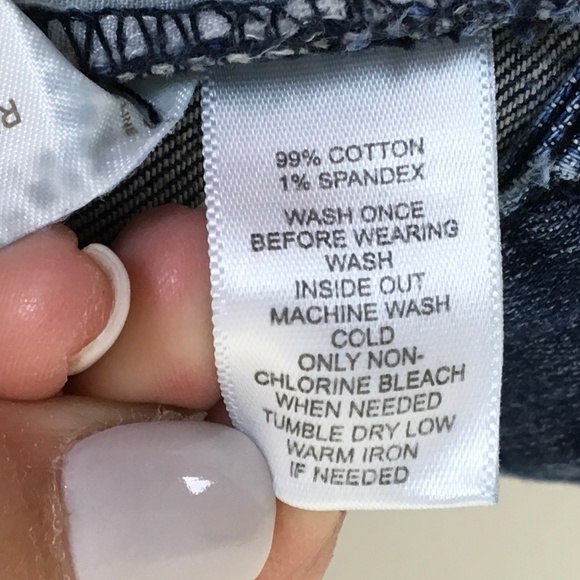 99% COTTON
1% SPANDEX
WASH ONCE
BEFORE WEARING
WASH
INSIDE OUT
MACHINE WASH
COLD
ONLY NON-
CHLORINE BLEACH
WHEN NEEDED
TUMBLE DRY LOW
WARM IRON
IF NEEDED
R